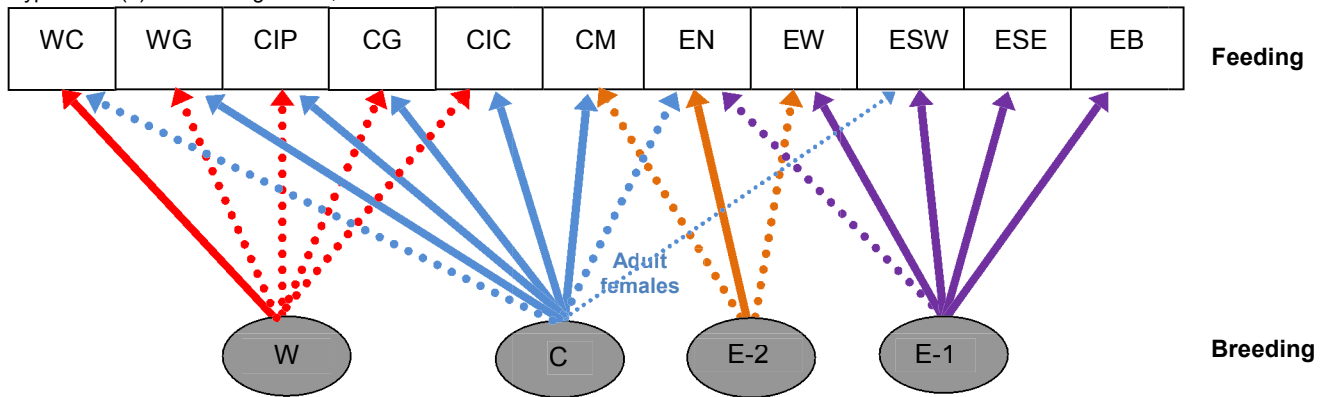 WC WG CIP CG CIC CM EN EW ESW ESE EB
Feeding
Adult
females
W C E-2 E-1
Breeding